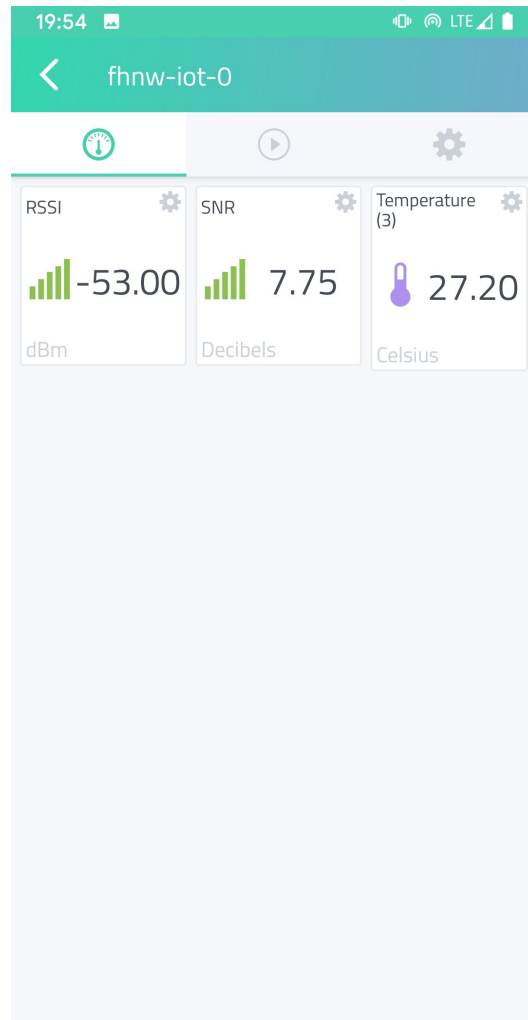 19:54 LTE
fhnw-iot-0
RSSI
-53.00
dBm
SNR
7.75
Decibels
Temperature
(3)
27.20
Celsius